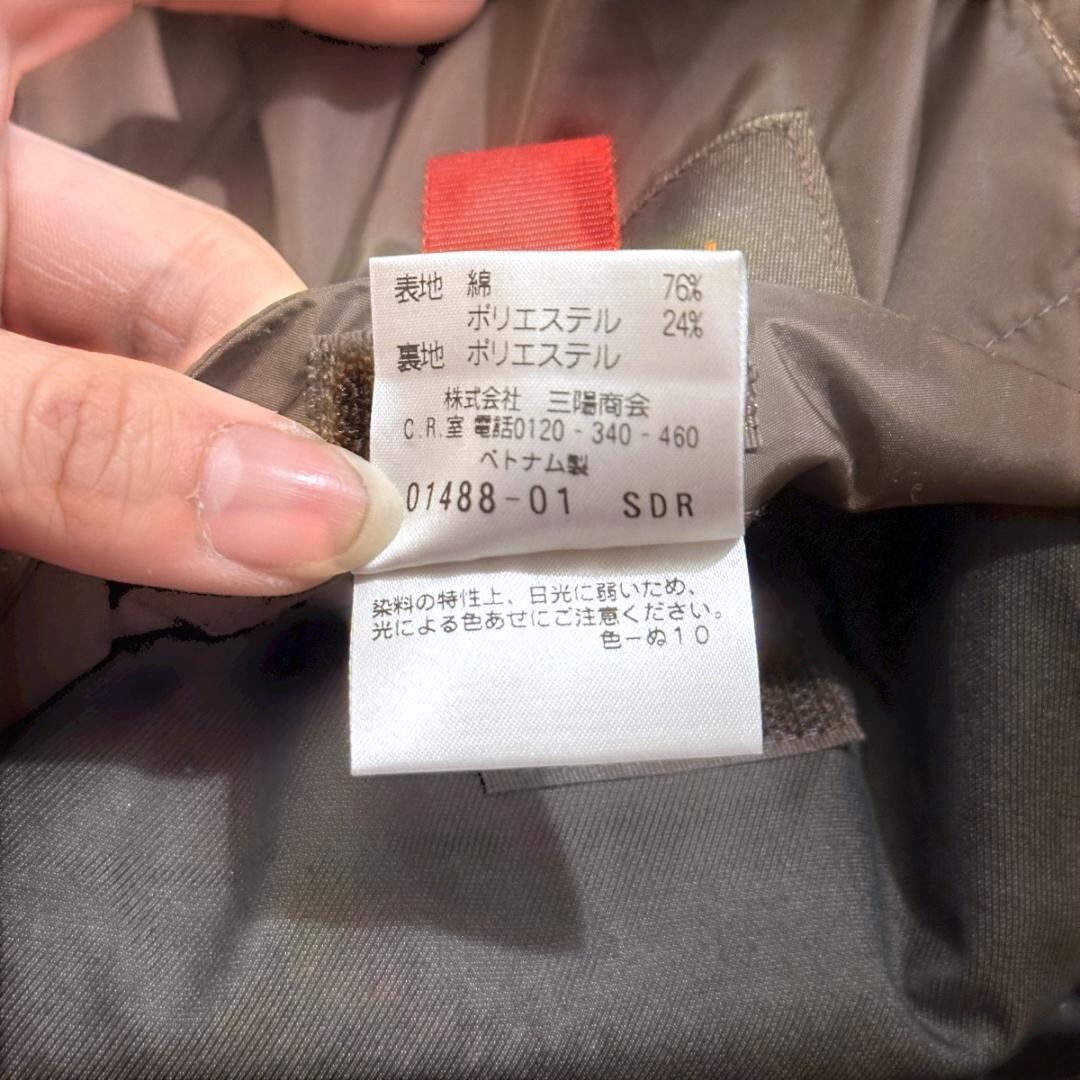 表地 綿 76%
ポリエステル 24%
裏地 ポリエステル
株式会社 三陽商会
C.R.室 電話0120-340-460
ベトナム製
01488-01 SDR
染料の特性上、日光に弱いため、
光による色あせにご注意ください。
色ーぬ10